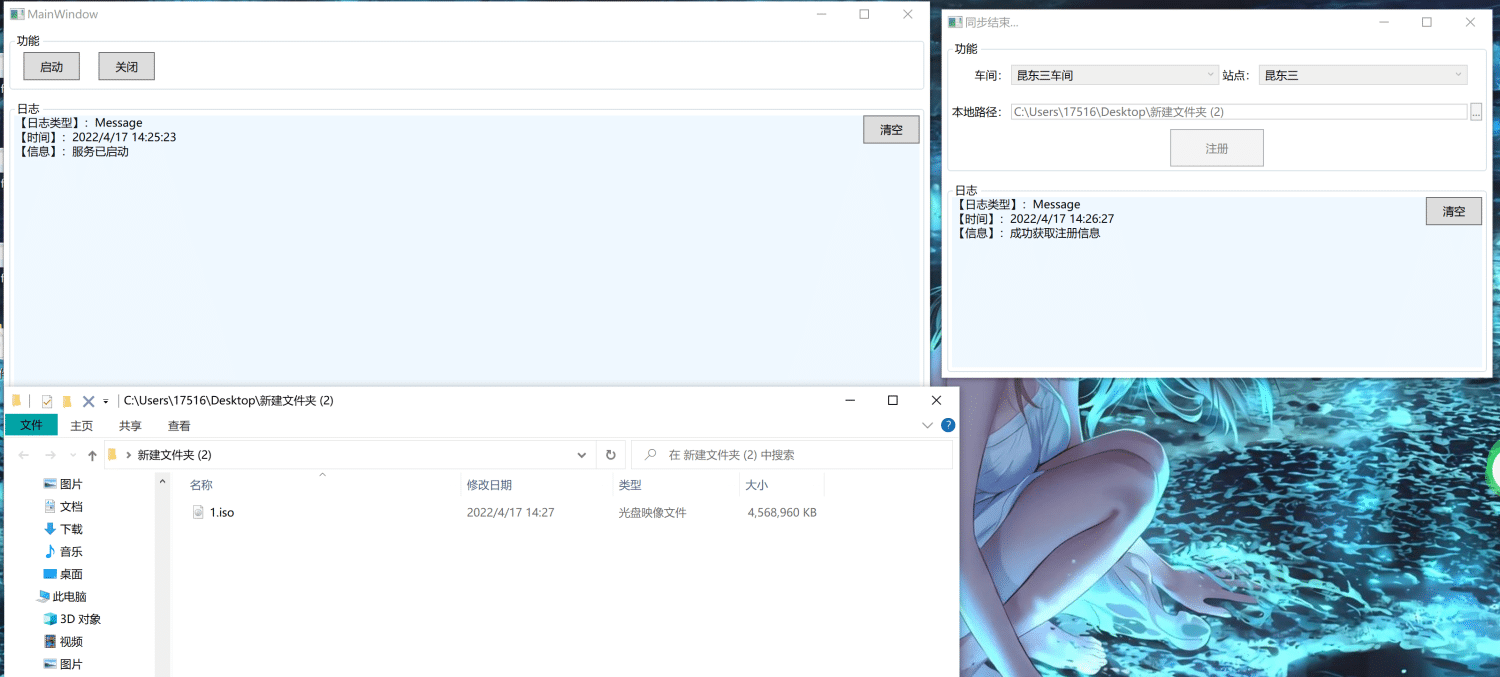 MainWindow
功能
启动
关闭
日志
【日志类型】：Message
【时间】：2022/4/17 14:25:23
【信息】：服务已启动
清空
同步结束...
功能
车间：
昆东三车间
站点：
昆东三
本地路径：
C:\Users\17516\Desktop\新建文件夹 (2)
...
注册
日志
【日志类型】：Message
【时间】：2022/4/17 14:26:27
【信息】：成功获取注册信息
清空
C:\Users\17516\Desktop\新建文件夹 (2)
文件
主页
共享
查看
?
新建文件夹 (2)
在 新建文件夹 (2) 中搜索
图片
文档
下载
音乐
桌面
此电脑
3D 对象
视频
图片
名称
修改日期
类型
大小
1.iso
2022/4/17 14:27
光盘映像文件
4,568,960 KB